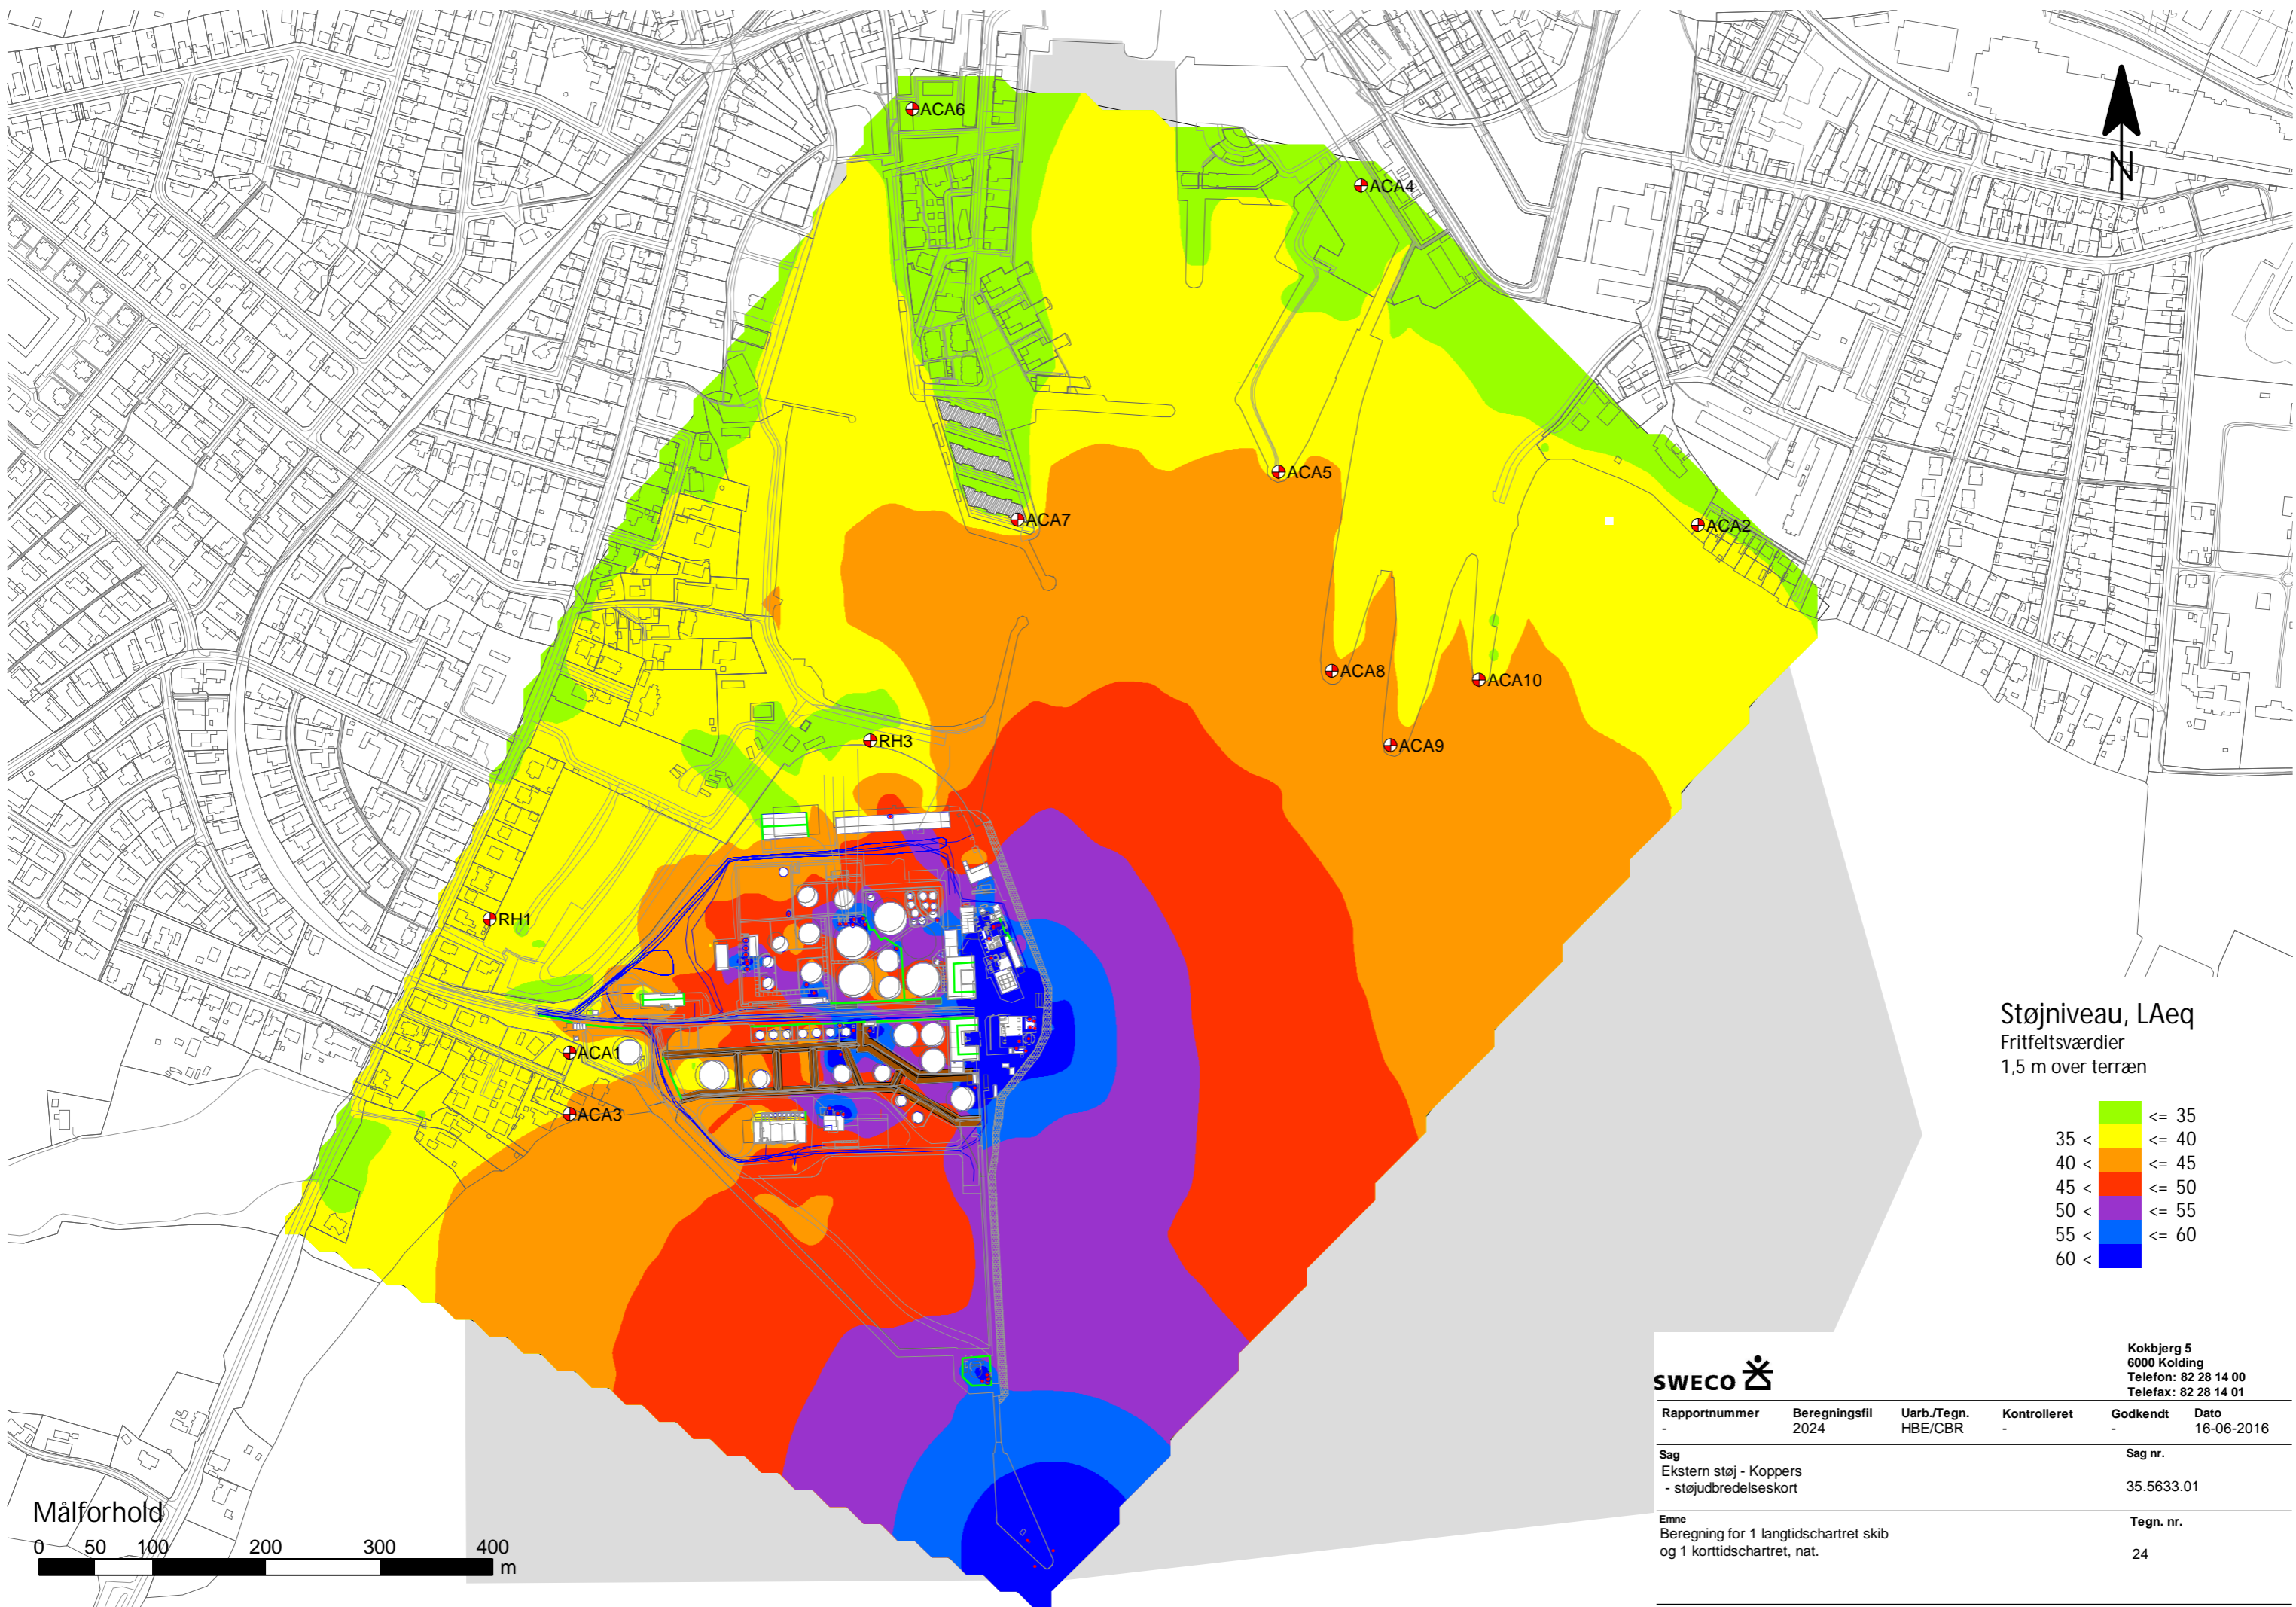 ACA6
ACA4
N
ACA5
ACA7
ACA2
ACA8
ACA10
RH3
ACA9
RH1
ACA1
ACA3
Støjniveau, LAeq
Fritfeltsværdier
1,5 m over terræn
<= 35
35 < <= 40
40 < <= 45
45 < <= 50
50 < <= 55
55 < <= 60
60 <
Målforhold
0 50 100 200 300 400
m
SWECO
Kokbjerg 5
6000 Kolding
Telefon: 82 28 14 00
Telefax: 82 28 14 01
Rapportnummer Beregningsfil Uarb./Tegn. Kontrolleret Godkendt Dato
- 2024 HBE/CBR - - 16-06-2016
Sag Sag nr.
Ekstern støj - Koppers
- støjudbredelseskort 35.5633.01
Emne Tegn. nr.
Beregning for 1 langtidschartret skib
og 1 korttidschartret, nat. 24